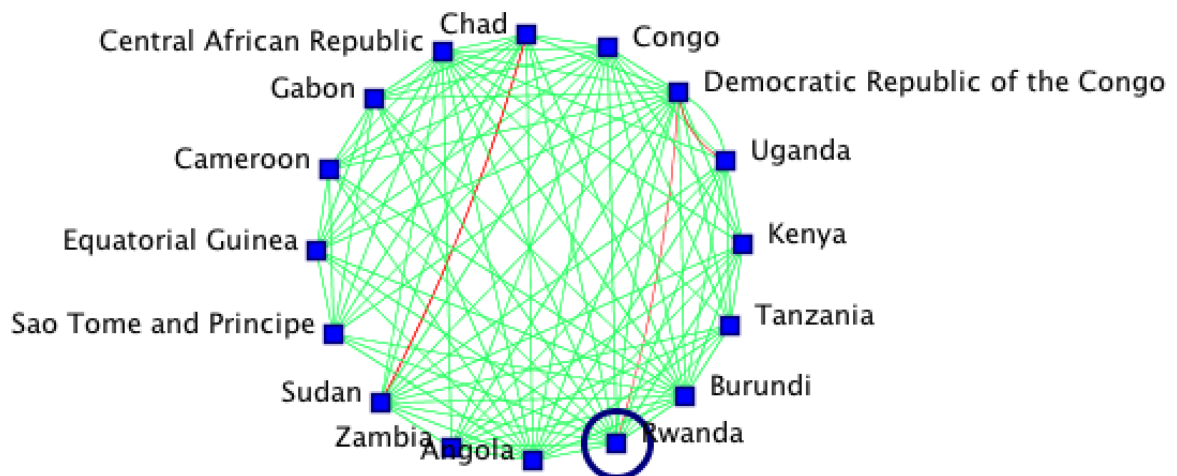 Chad
Congo
Central African Republic
Democratic Republic of the Congo
Gabon
Uganda
Cameroon
Kenya
Equatorial Guinea
Tanzania
Sao Tome and Principe
Burundi
Sudan
Rwanda
Zambia
Angola